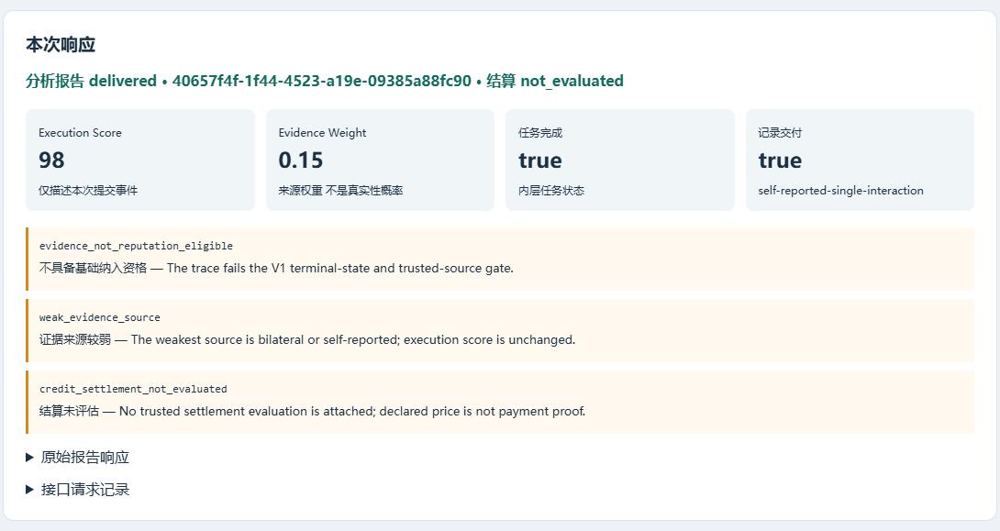 本次响应
分析报告 delivered • 40657f4f-1f44-4523-a19e-09385a88fc90 • 结算 not_evaluated
Execution Score
98
仅描述本次提交事件
Evidence Weight
0.15
来源权重 不是真实性概率
任务完成
true
内层任务状态
记录交付
true
self-reported-single-interaction
evidence_not_reputation_eligible
不具备基础纳入资格 — The trace fails the V1 terminal-state and trusted-source gate.
weak_evidence_source
证据来源较弱 — The weakest source is bilateral or self-reported; execution score is unchanged.
credit_settlement_not_evaluated
结算未评估 — No trusted settlement evaluation is attached; declared price is not payment proof.
▶ 原始报告响应
▶ 接口请求记录